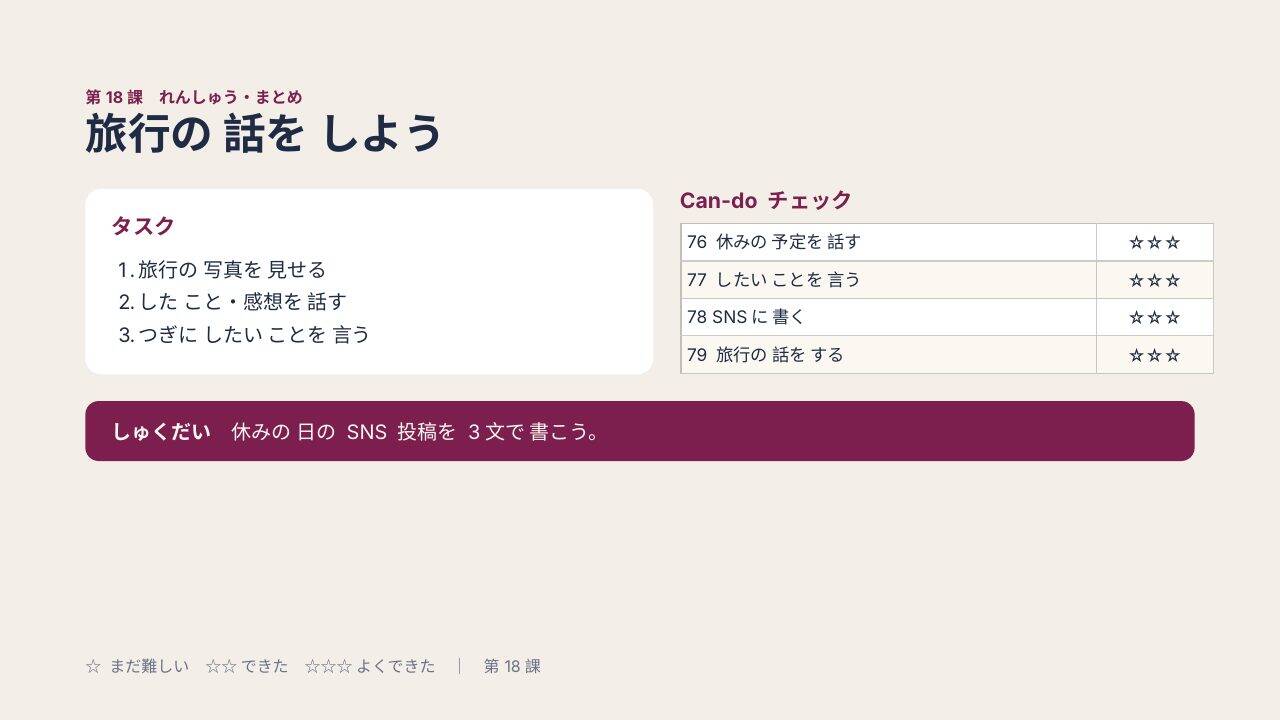 第 18 課　れんしゅう・まとめ
旅行の 話を しよう
タスク
1. 旅行の 写真を 見せる
2. した こと・感想を 話す
3. つぎに したい ことを 言う
Can-do チェック
76 休みの 予定を 話す ☆☆☆
77 したい ことを 言う ☆☆☆
78 SNS に 書く ☆☆☆
79 旅行の 話を する ☆☆☆
しゅくだい　休みの 日の SNS 投稿を 3 文で 書こう。
☆ まだ難しい　☆☆ できた　☆☆☆ よくできた　｜　第 18 課